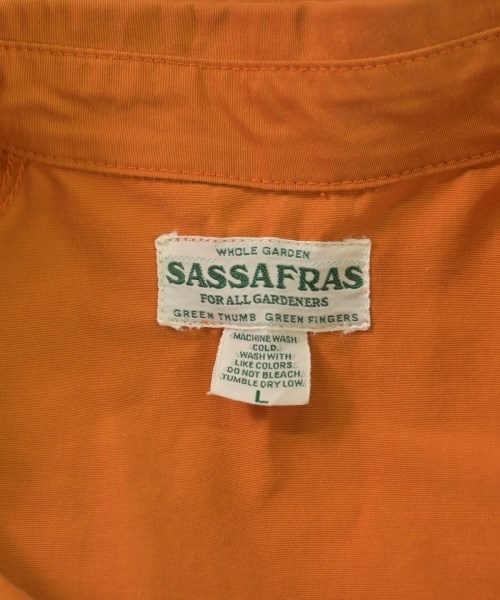 WHOLE GARDEN
SASSAFRAS
FOR ALL GARDENERS
GREEN THUMB GREEN FINGERS
MACHINE WASH
COLD.
WASH WITH
LIKE COLORS.
DO NOT BLEACH.
TUMBLE DRY LOW.
L